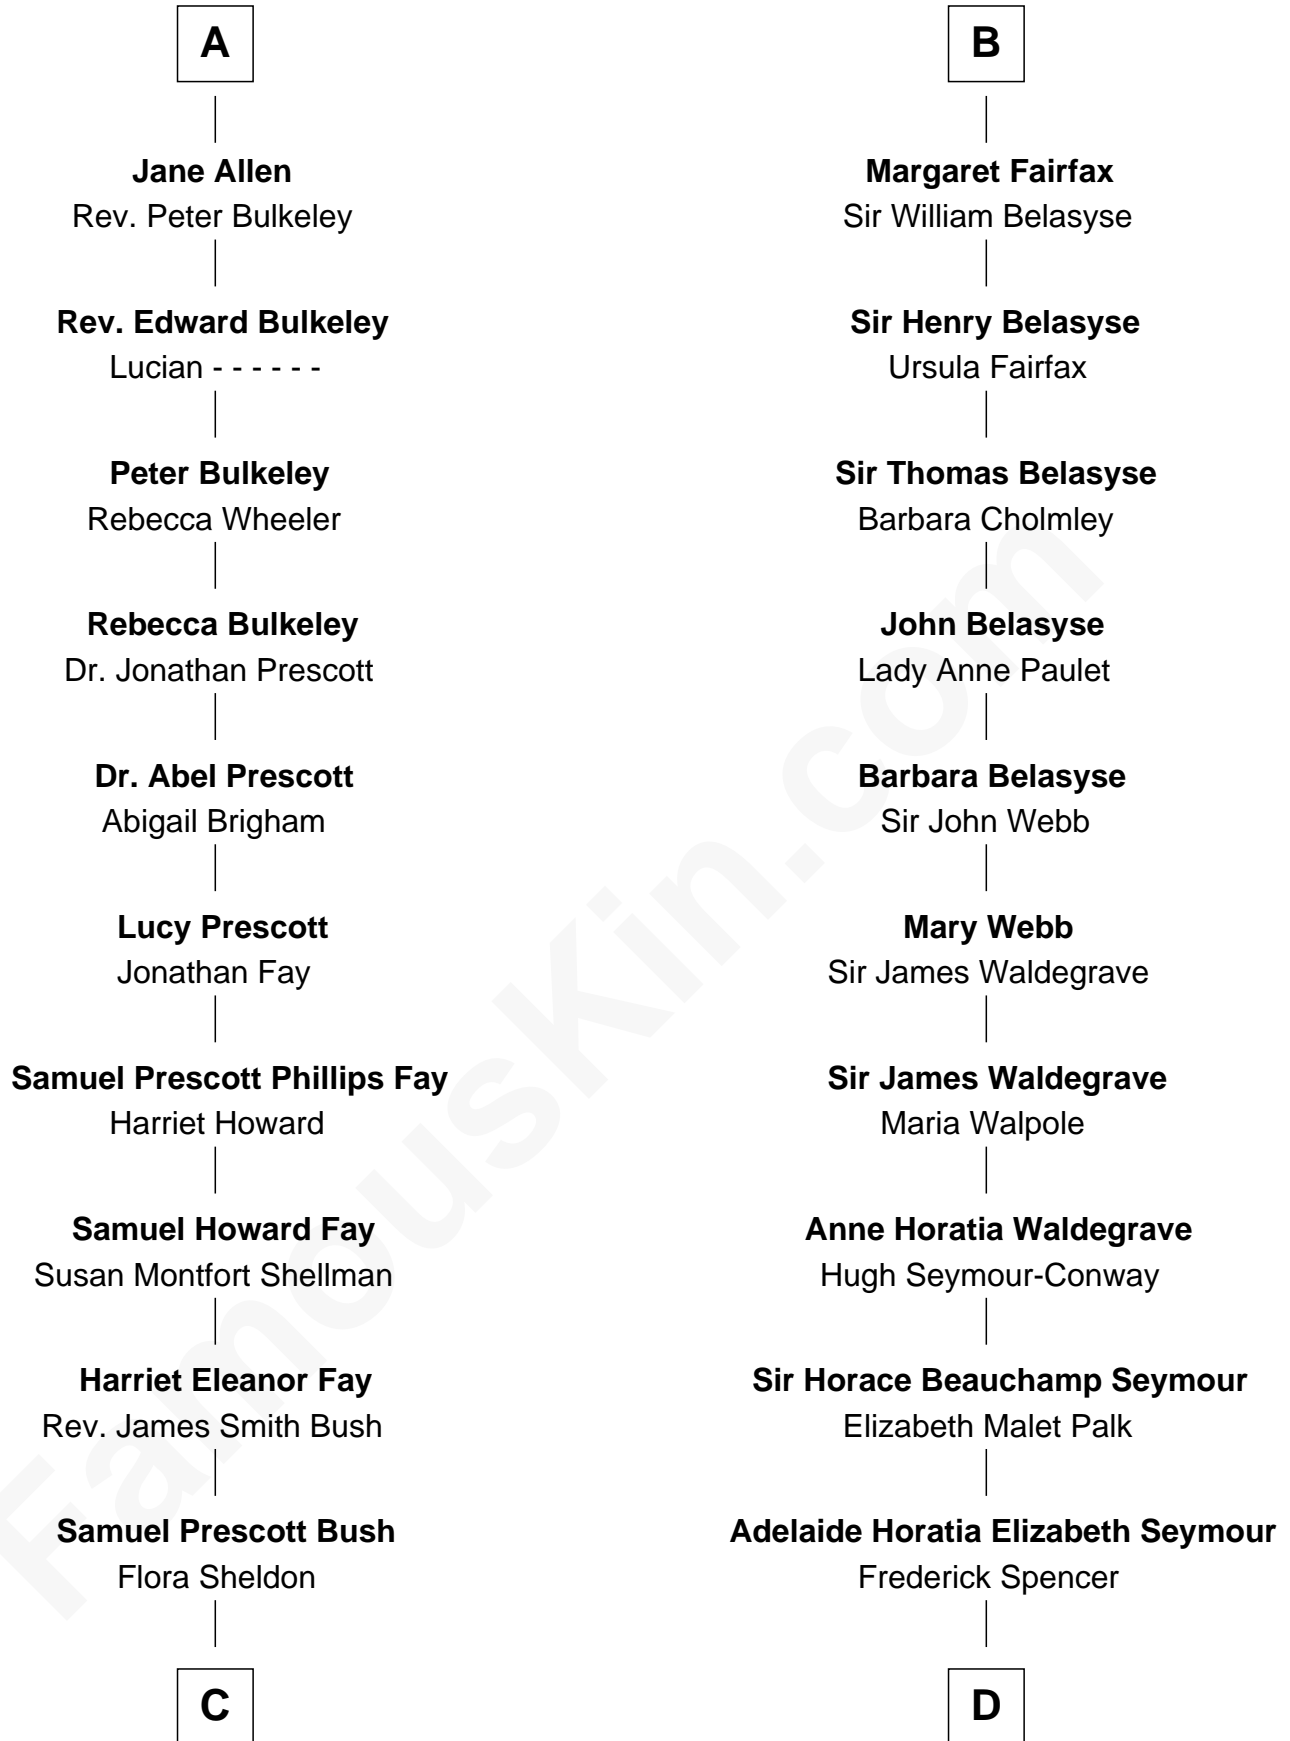 A
Jane Allen
Rev. Peter Bulkeley
Rev. Edward Bulkeley
Lucian - - - - - -
Peter Bulkeley
Rebecca Wheeler
Rebecca Bulkeley
Dr. Jonathan Prescott
Dr. Abel Prescott
Abigail Brigham
Lucy Prescott
Jonathan Fay
Samuel Prescott Phillips Fay
Harriet Howard
Samuel Howard Fay
Susan Montfort Shellman
Harriet Eleanor Fay
Rev. James Smith Bush
Samuel Prescott Bush
Flora Sheldon
C
B
Margaret Fairfax
Sir William Belasyse
Sir Henry Belasyse
Ursula Fairfax
Sir Thomas Belasyse
Barbara Cholmley
John Belasyse
Lady Anne Paulet
Barbara Belasyse
Sir John Webb
Mary Webb
Sir James Waldegrave
Sir James Waldegrave
Maria Walpole
Anne Horatia Waldegrave
Hugh Seymour-Conway
Sir Horace Beauchamp Seymour
Elizabeth Malet Palk
Adelaide Horatia Elizabeth Seymour
Frederick Spencer
D
FamousKin.com